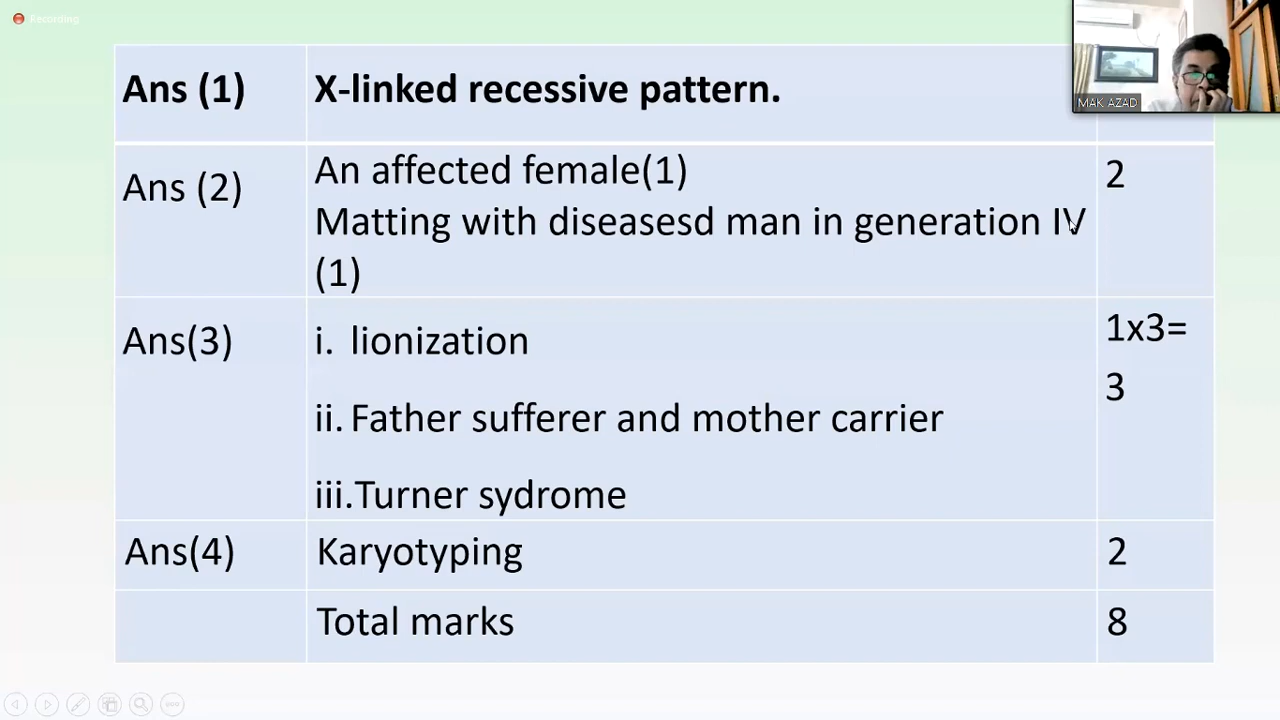 Recording
MAK AZAD
Ans (1)
X-linked recessive pattern.
Ans (2)
An affected female(1)
Matting with diseasesd man in generation IV
(1)
2
Ans(3)
i. lionization
ii. Father sufferer and mother carrier
iii.Turner sydrome
1x3=
3
Ans(4)
Karyotyping
2
Total marks
8